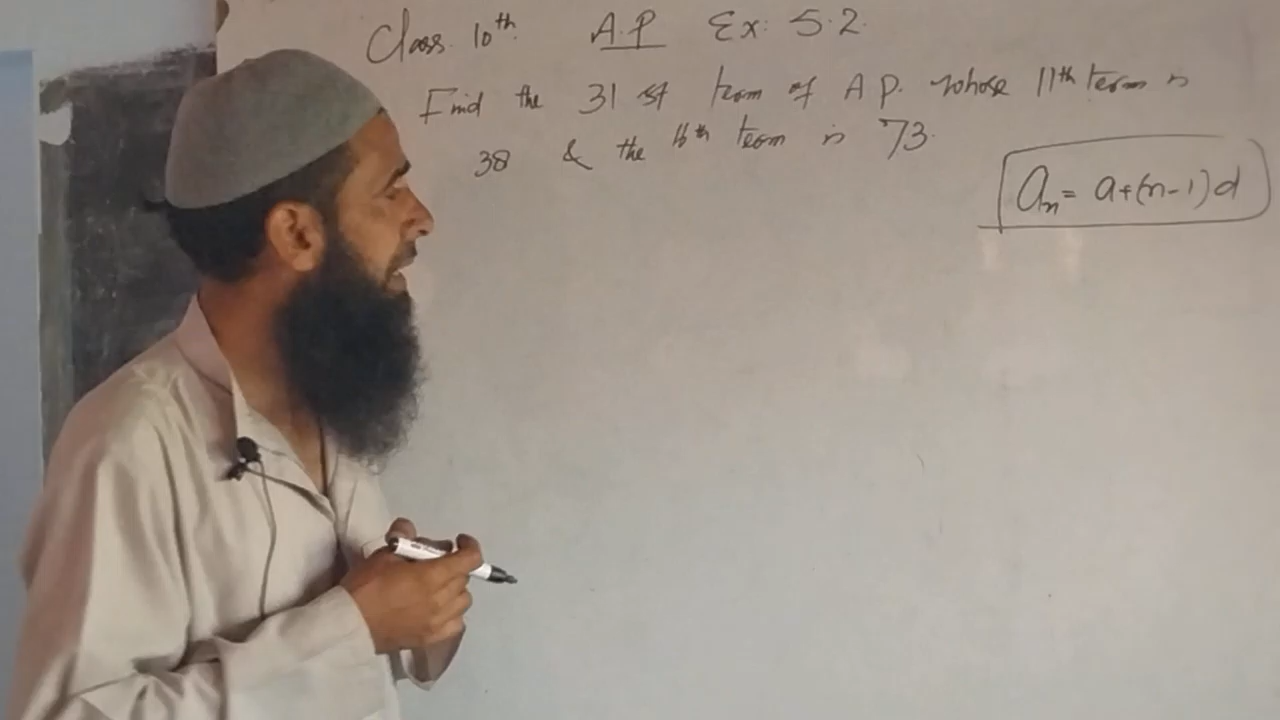 Class 10th. A.P Ex: 5.2.
Find the 31 st term of A P. whose 11th term is
38 & the 16th term is 73.
an = a+(n-1)d